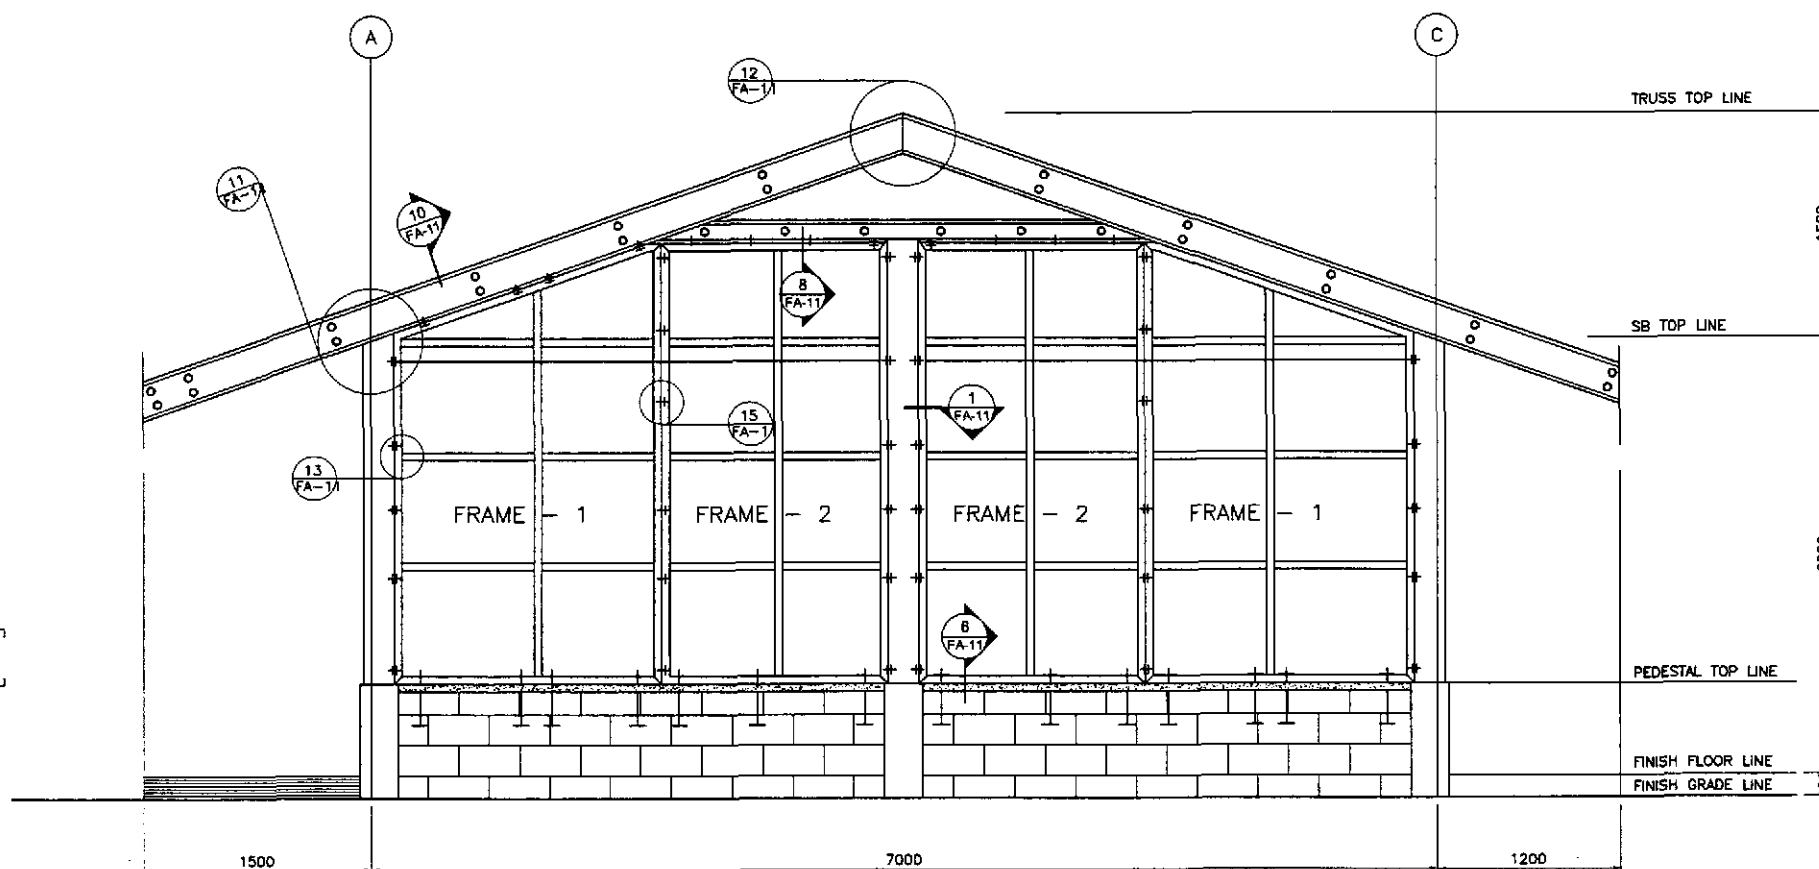 A
C
12
FA-11
TRUSS TOP LINE
11
FA-11
10
FA-11
8
FA-11
SB TOP LINE
1
FA-11
15
FA-1
13
FA-11
FRAME - 1
FRAME - 2
FRAME - 2
FRAME - 1
6
FA-11
PEDESTAL TOP LINE
FINISH FLOOR LINE
FINISH GRADE LINE
1500
7000
1200